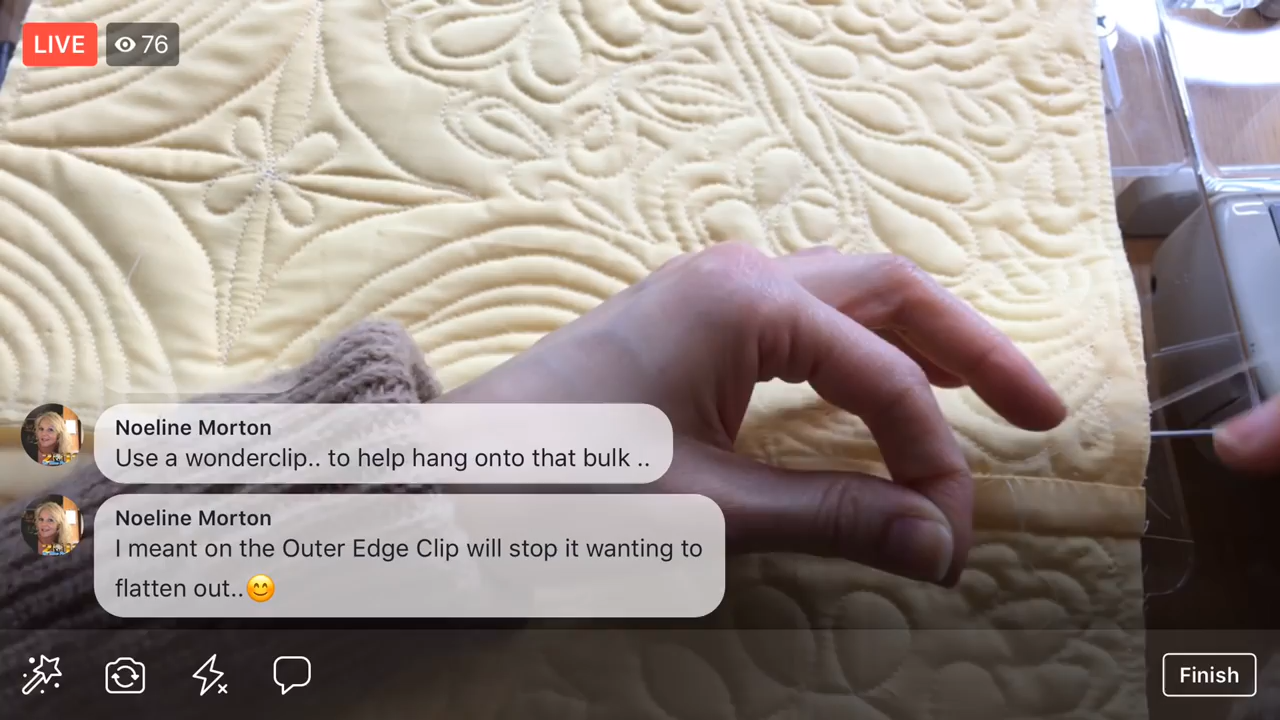 LIVE 76
Noeline Morton
Use a wonderclip.. to help hang onto that bulk ..
Noeline Morton
I meant on the Outer Edge Clip will stop it wanting to
flatten out..😊
Finish